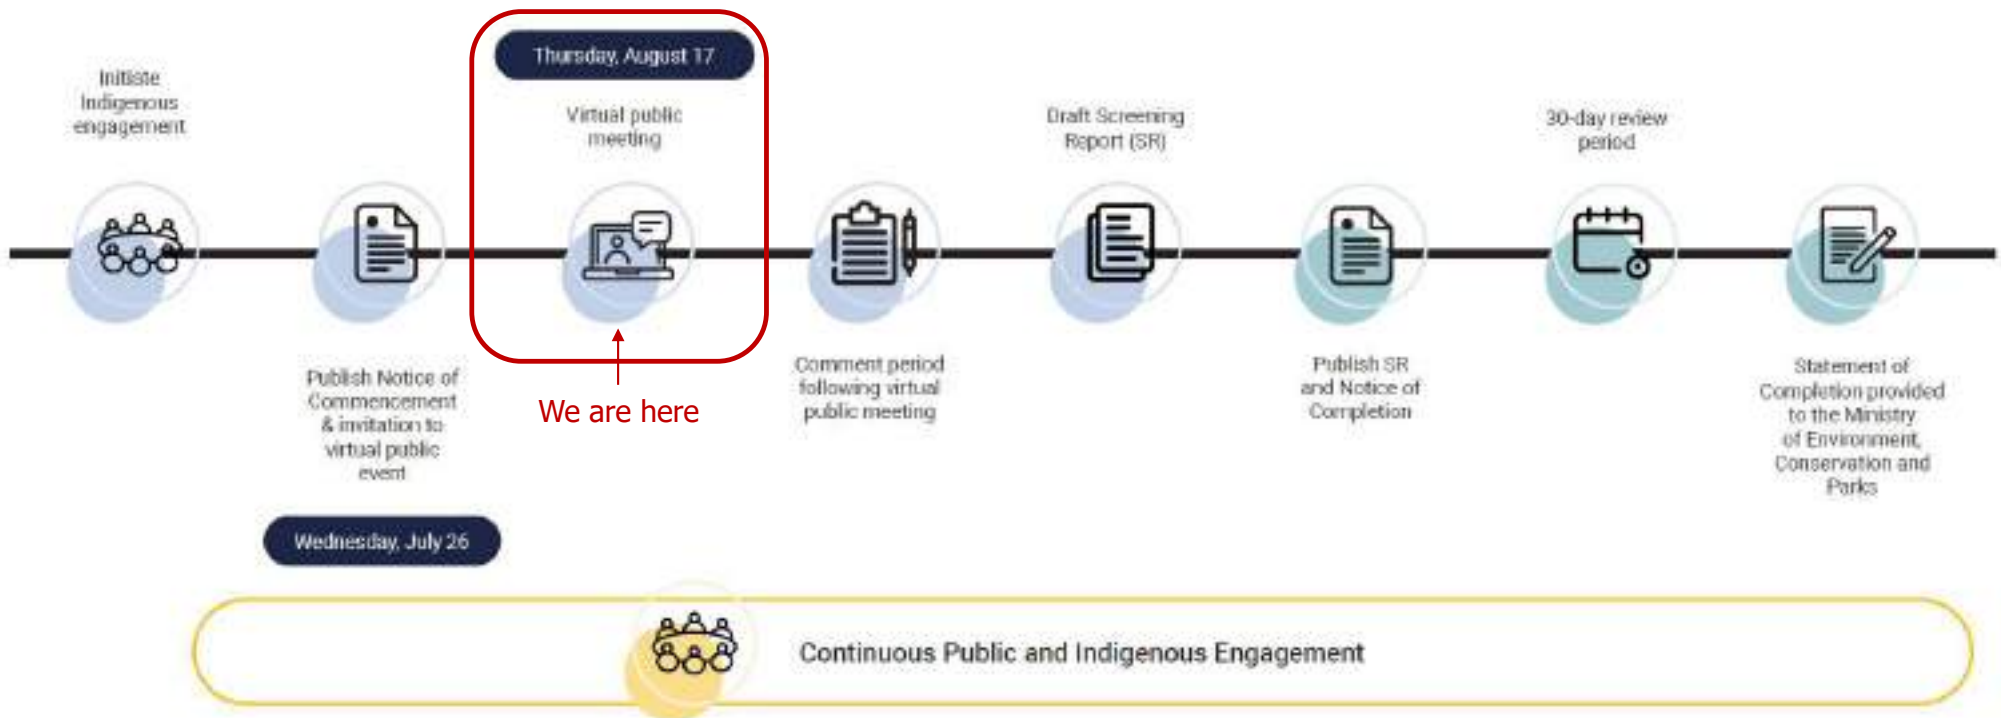 Initiste
Indigenous
engagement
Publish Notice of
Commencement
& invitation to
virtual public
event
Wednesday, July 26
Thursday, August 17
Virtual public
meeting
We are here
Comment period
following virtual
public meeting
Draft Screening
Report (SR)
Publish SR
and Notice of
Completion
30-day review
period
Statement of
Completion provided
to the Ministry
of Environment,
Conservation and
Parks
Continuous Public and Indigenous Engagement